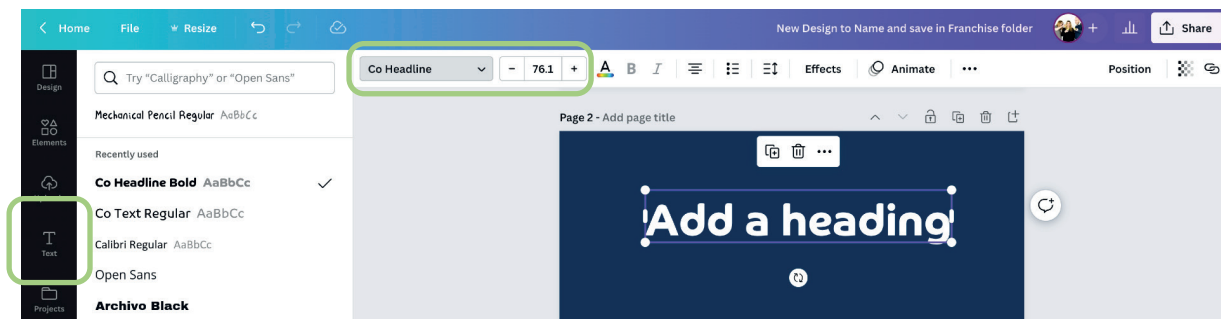 Home File Resize New Design to Name and save in Franchise folder + Share
Design
Try "Calligraphy" or "Open Sans"
Co Headline - 76.1 + A B I Effects Animate ••• Position
Mechanical Pencil Regular AaBbCc
Page 2 - Add page title
Elements
Recently used
Co Headline Bold AaBbCc
Co Text Regular AaBbCc
Add a heading
T
Text
Calibri Regular AaBbCc
Open Sans
Projects
Archivo Black